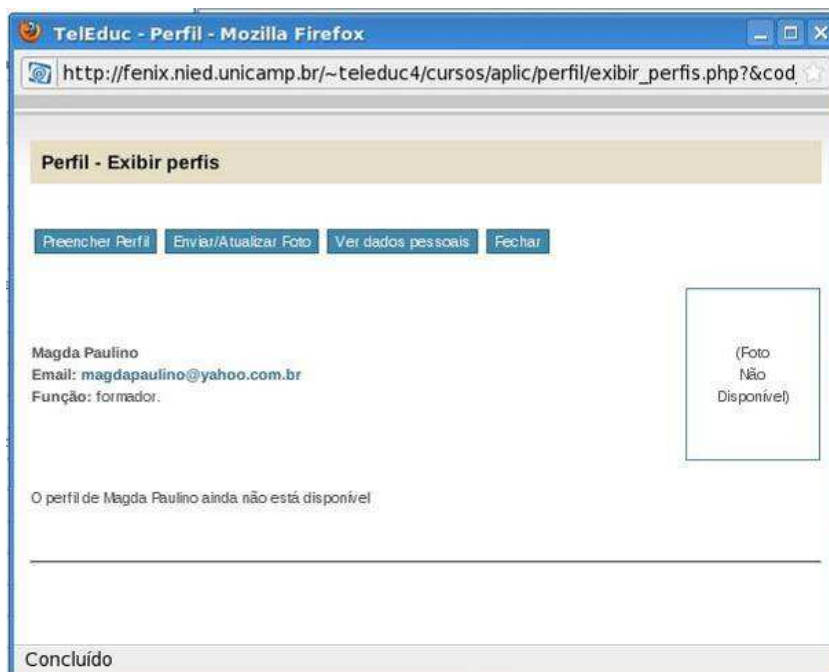 TelEduc - Perfil - Mozilla Firefox
http://fenix.nied.unicamp.br/~teleduc4/cursos/aplic/perfil/exibir_perfis.php?&cod_
Perfil - Exibir perfis
Preencher Perfil Enviar/Atualizar Foto Ver dados pessoais Fechar
Magda Paulino
Email: magdapaulino@yahoo.com.br
Função: formador.
(Foto
Não
Disponível)
O perfil de Magda Paulino ainda não está disponível
Concluído